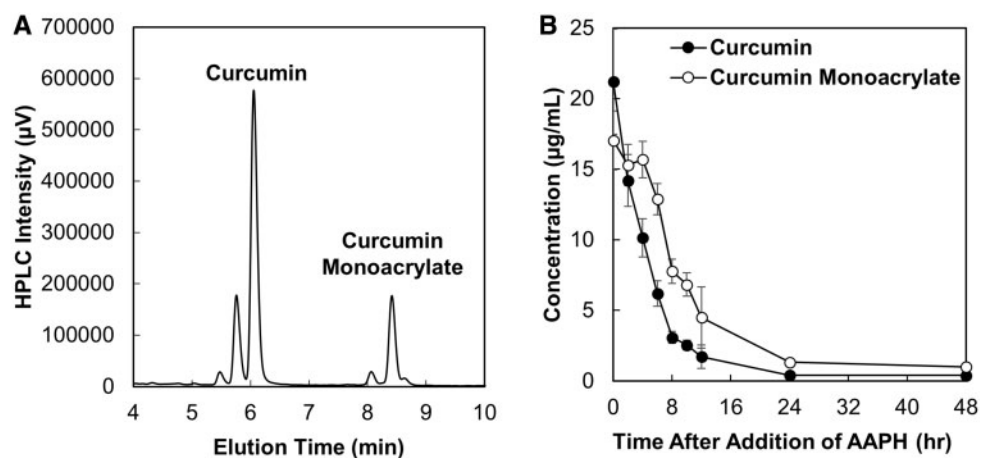 A
HPLC Intensity (µV)
700000
600000
500000
400000
300000
200000
100000
0
Curcumin
Curcumin
Monoacrylate
4
5
6
7
8
9
10
Elution Time (min)
B
Concentration (µg/mL)
25
20
15
10
5
0
Curcumin
Curcumin Monoacrylate
0
8
16
24
32
40
48
Time After Addition of AAPH (hr)